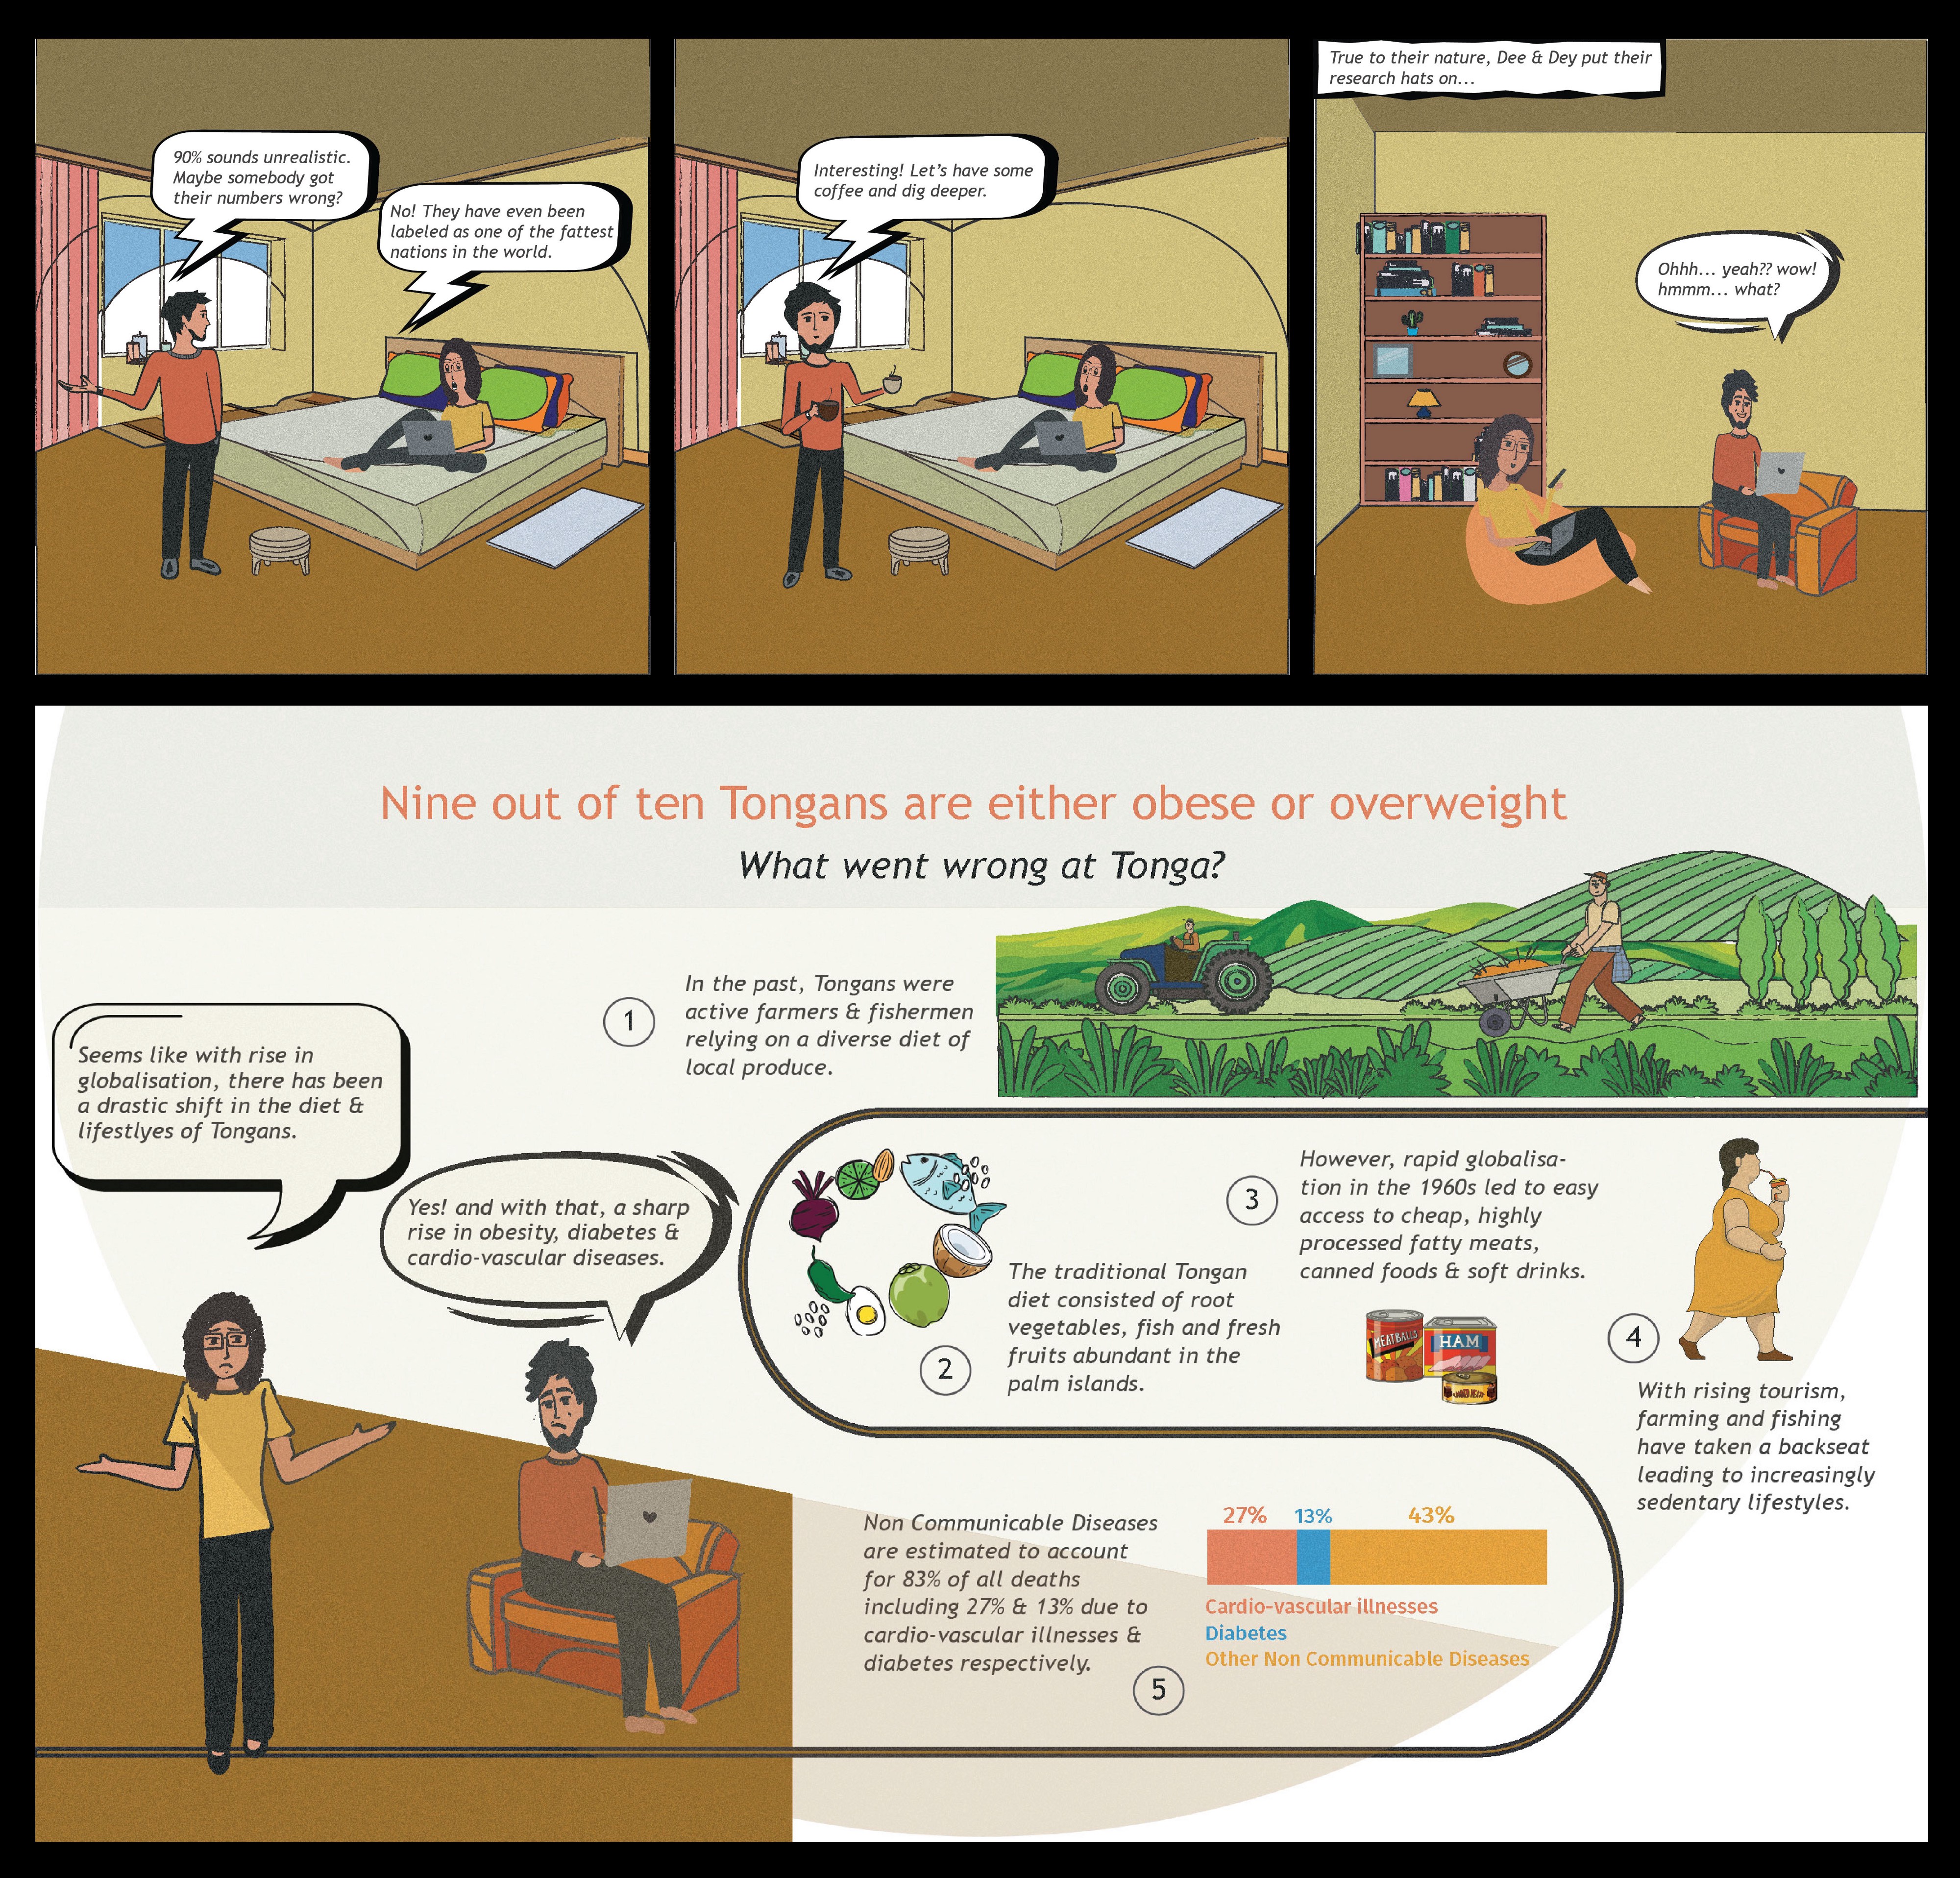 90% sounds unrealistic.
Maybe somebody got
their numbers wrong?
No! They have even been
labeled as one of the fattest
nations in the world.
Interesting! Let's have some
coffee and dig deeper.
True to their nature, Dee & Dey put their
research hats on...
Ohhh... yeah?? wow!
hmmm... what?
Nine out of ten Tongans are either obese or overweight
What went wrong at Tonga?
1
In the past, Tongans were
active farmers & fishermen
relying on a diverse diet of
local produce.
Seems like with rise in
globalisation, there has been
a drastic shift in the diet &
lifestlyes of Tongans.
Yes! and with that, a sharp
rise in obesity, diabetes &
cardio-vascular diseases.
2
The traditional Tongan
diet consisted of root
vegetables, fish and fresh
fruits abundant in the
palm islands.
3
However, rapid globalisa-
tion in the 1960s led to easy
access to cheap, highly
processed fatty meats,
canned foods & soft drinks.
MEATBALLS
HAM
4
With rising tourism,
farming and fishing
have taken a backseat
leading to increasingly
sedentary lifestyles.
Non Communicable Diseases
are estimated to account
for 83% of all deaths
including 27% & 13% due to
cardio-vascular illnesses &
diabetes respectively.
5
27% 13% 43%
Cardio-vascular illnesses
Diabetes
Other Non Communicable Diseases